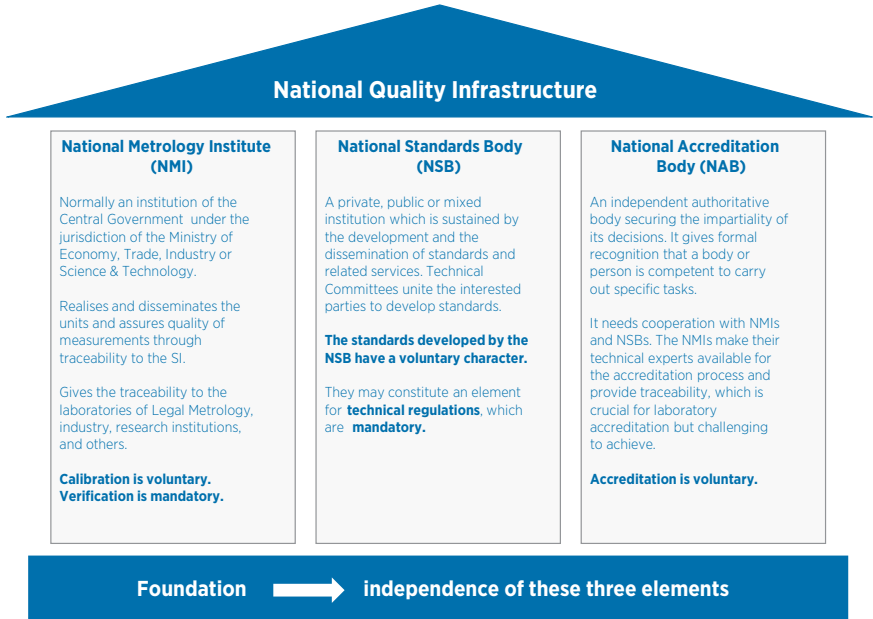 National Quality Infrastructure
National Metrology Institute
(NMI)
Normally an institution of the
Central Government under the
jurisdiction of the Ministry of
Economy, Trade, Industry or
Science & Technology.
Realises and disseminates the
units and assures quality of
measurements through
traceability to the SI.
Gives the traceability to the
laboratories of Legal Metrology,
industry, research institutions,
and others.
Calibration is voluntary.
Verification is mandatory.
National Standards Body
(NSB)
A private, public or mixed
institution which is sustained by
the development and the
dissemination of standards and
related services. Technical
Committees unite the interested
parties to develop standards.
The standards developed by the
NSB have a voluntary character.
They may constitute an element
for technical regulations, which
are mandatory.
National Accreditation
Body (NAB)
An independent authoritative
body securing the impartiality of
its decisions. It gives formal
recognition that a body or
person is competent to carry
out specific tasks.
It needs cooperation with NMIs
and NSBs. The NMIs make their
technical experts available for
the accreditation process and
provide traceability, which is
crucial for laboratory
accreditation but challenging
to achieve.
Accreditation is voluntary.
Foundation independence of these three elements